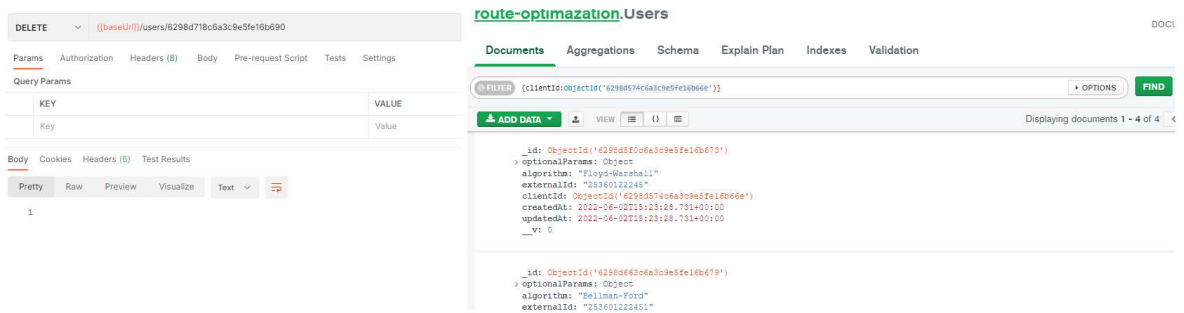 DELETE {{baseUrl}}/users/6298d718c6a3c9e5fe16b690
Params Authorization Headers (8) Body Pre-request Script Tests Settings
Query Params
KEY VALUE
Key Value
Body Cookies Headers (6) Test Results
Pretty Raw Preview Visualize Text
1
route-optimazation.Users
DOCU
Documents Aggregations Schema Explain Plan Indexes Validation
FILTER {clientId:ObjectId('6298d574c6a3c9e5fe16b66e')} OPTIONS FIND
ADD DATA VIEW {} Displaying documents 1 - 4 of 4 <
_id: ObjectId('6298d5f0c6a3c9e5fe16b673')
> optionalParams: Object
algorithm: "Floyd-Warshall"
externalId: "25360122245"
clientId: ObjectId('6298d574c6a3c9e5fe16b66e')
createdAt: 2022-06-02T15:23:28.731+00:00
updatedAt: 2022-06-02T15:23:28.731+00:00
__v: 0
_id: ObjectId('6298d663c6a3c9e5fe16b679')
> optionalParams: Object
algorithm: "Bellman-Ford"
externalId: "253601222451"